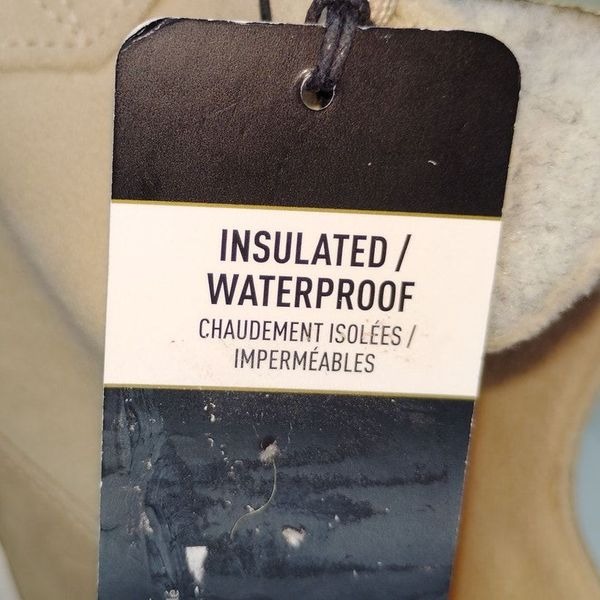 INSULATED /
WATERPROOF
CHAUDEMENT ISOLÉES /
IMPERMÉABLES